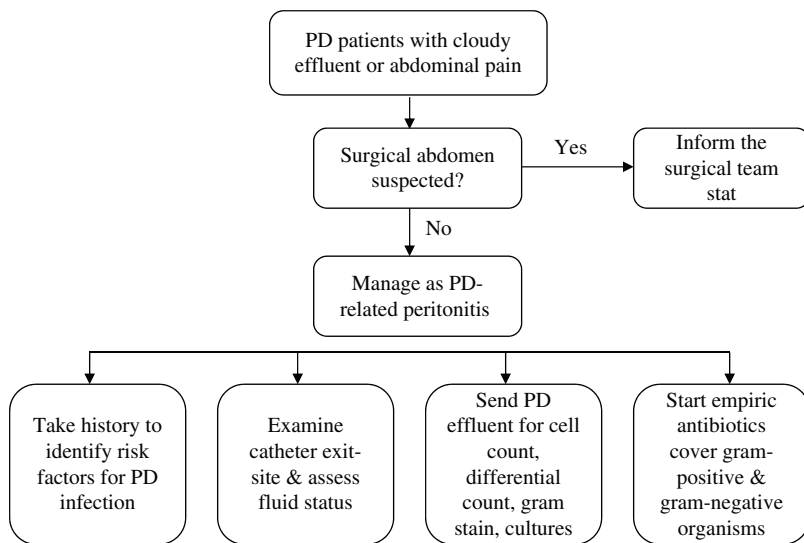 PD patients with cloudy
effluent or abdominal pain
Surgical abdomen
suspected?
Yes
Inform the
surgical team
stat
No
Manage as PD-
related peritonitis
Take history to
identify risk
factors for PD
infection
Examine
catheter exit-
site & assess
fluid status
Send PD
effluent for cell
count,
differential
count, gram
stain, cultures
Start empiric
antibiotics
cover gram-
positive &
gram-negative
organisms